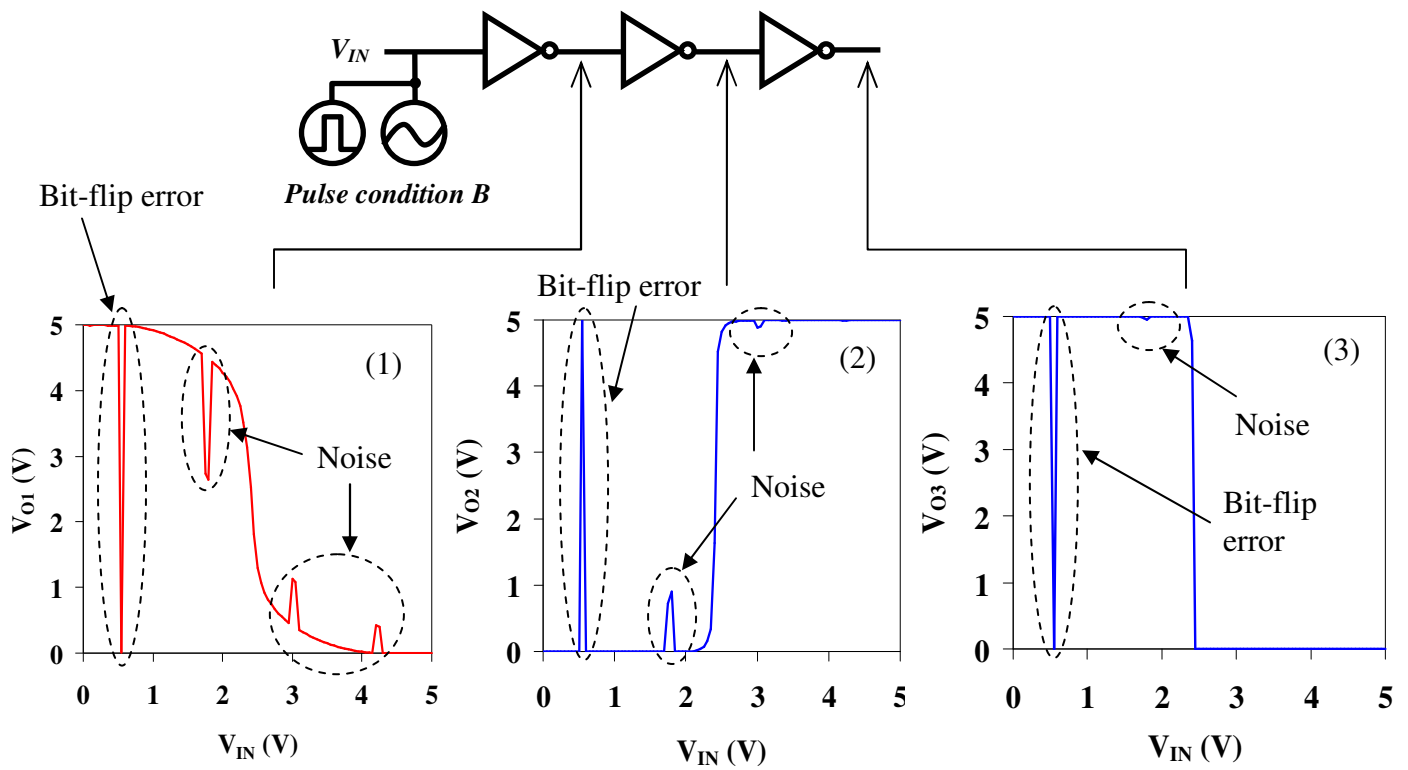 V_IN
Pulse condition B
Bit-flip error
(1)
Noise
V_O1 (V)
5
4
3
2
1
0
0 1 2 3 4 5
V_IN (V)
Bit-flip error
(2)
Noise
V_O2 (V)
5
4
3
2
1
0
0 1 2 3 4 5
V_IN (V)
(3)
Noise
Bit-flip
error
V_O3 (V)
5
4
3
2
1
0
0 1 2 3 4 5
V_IN (V)